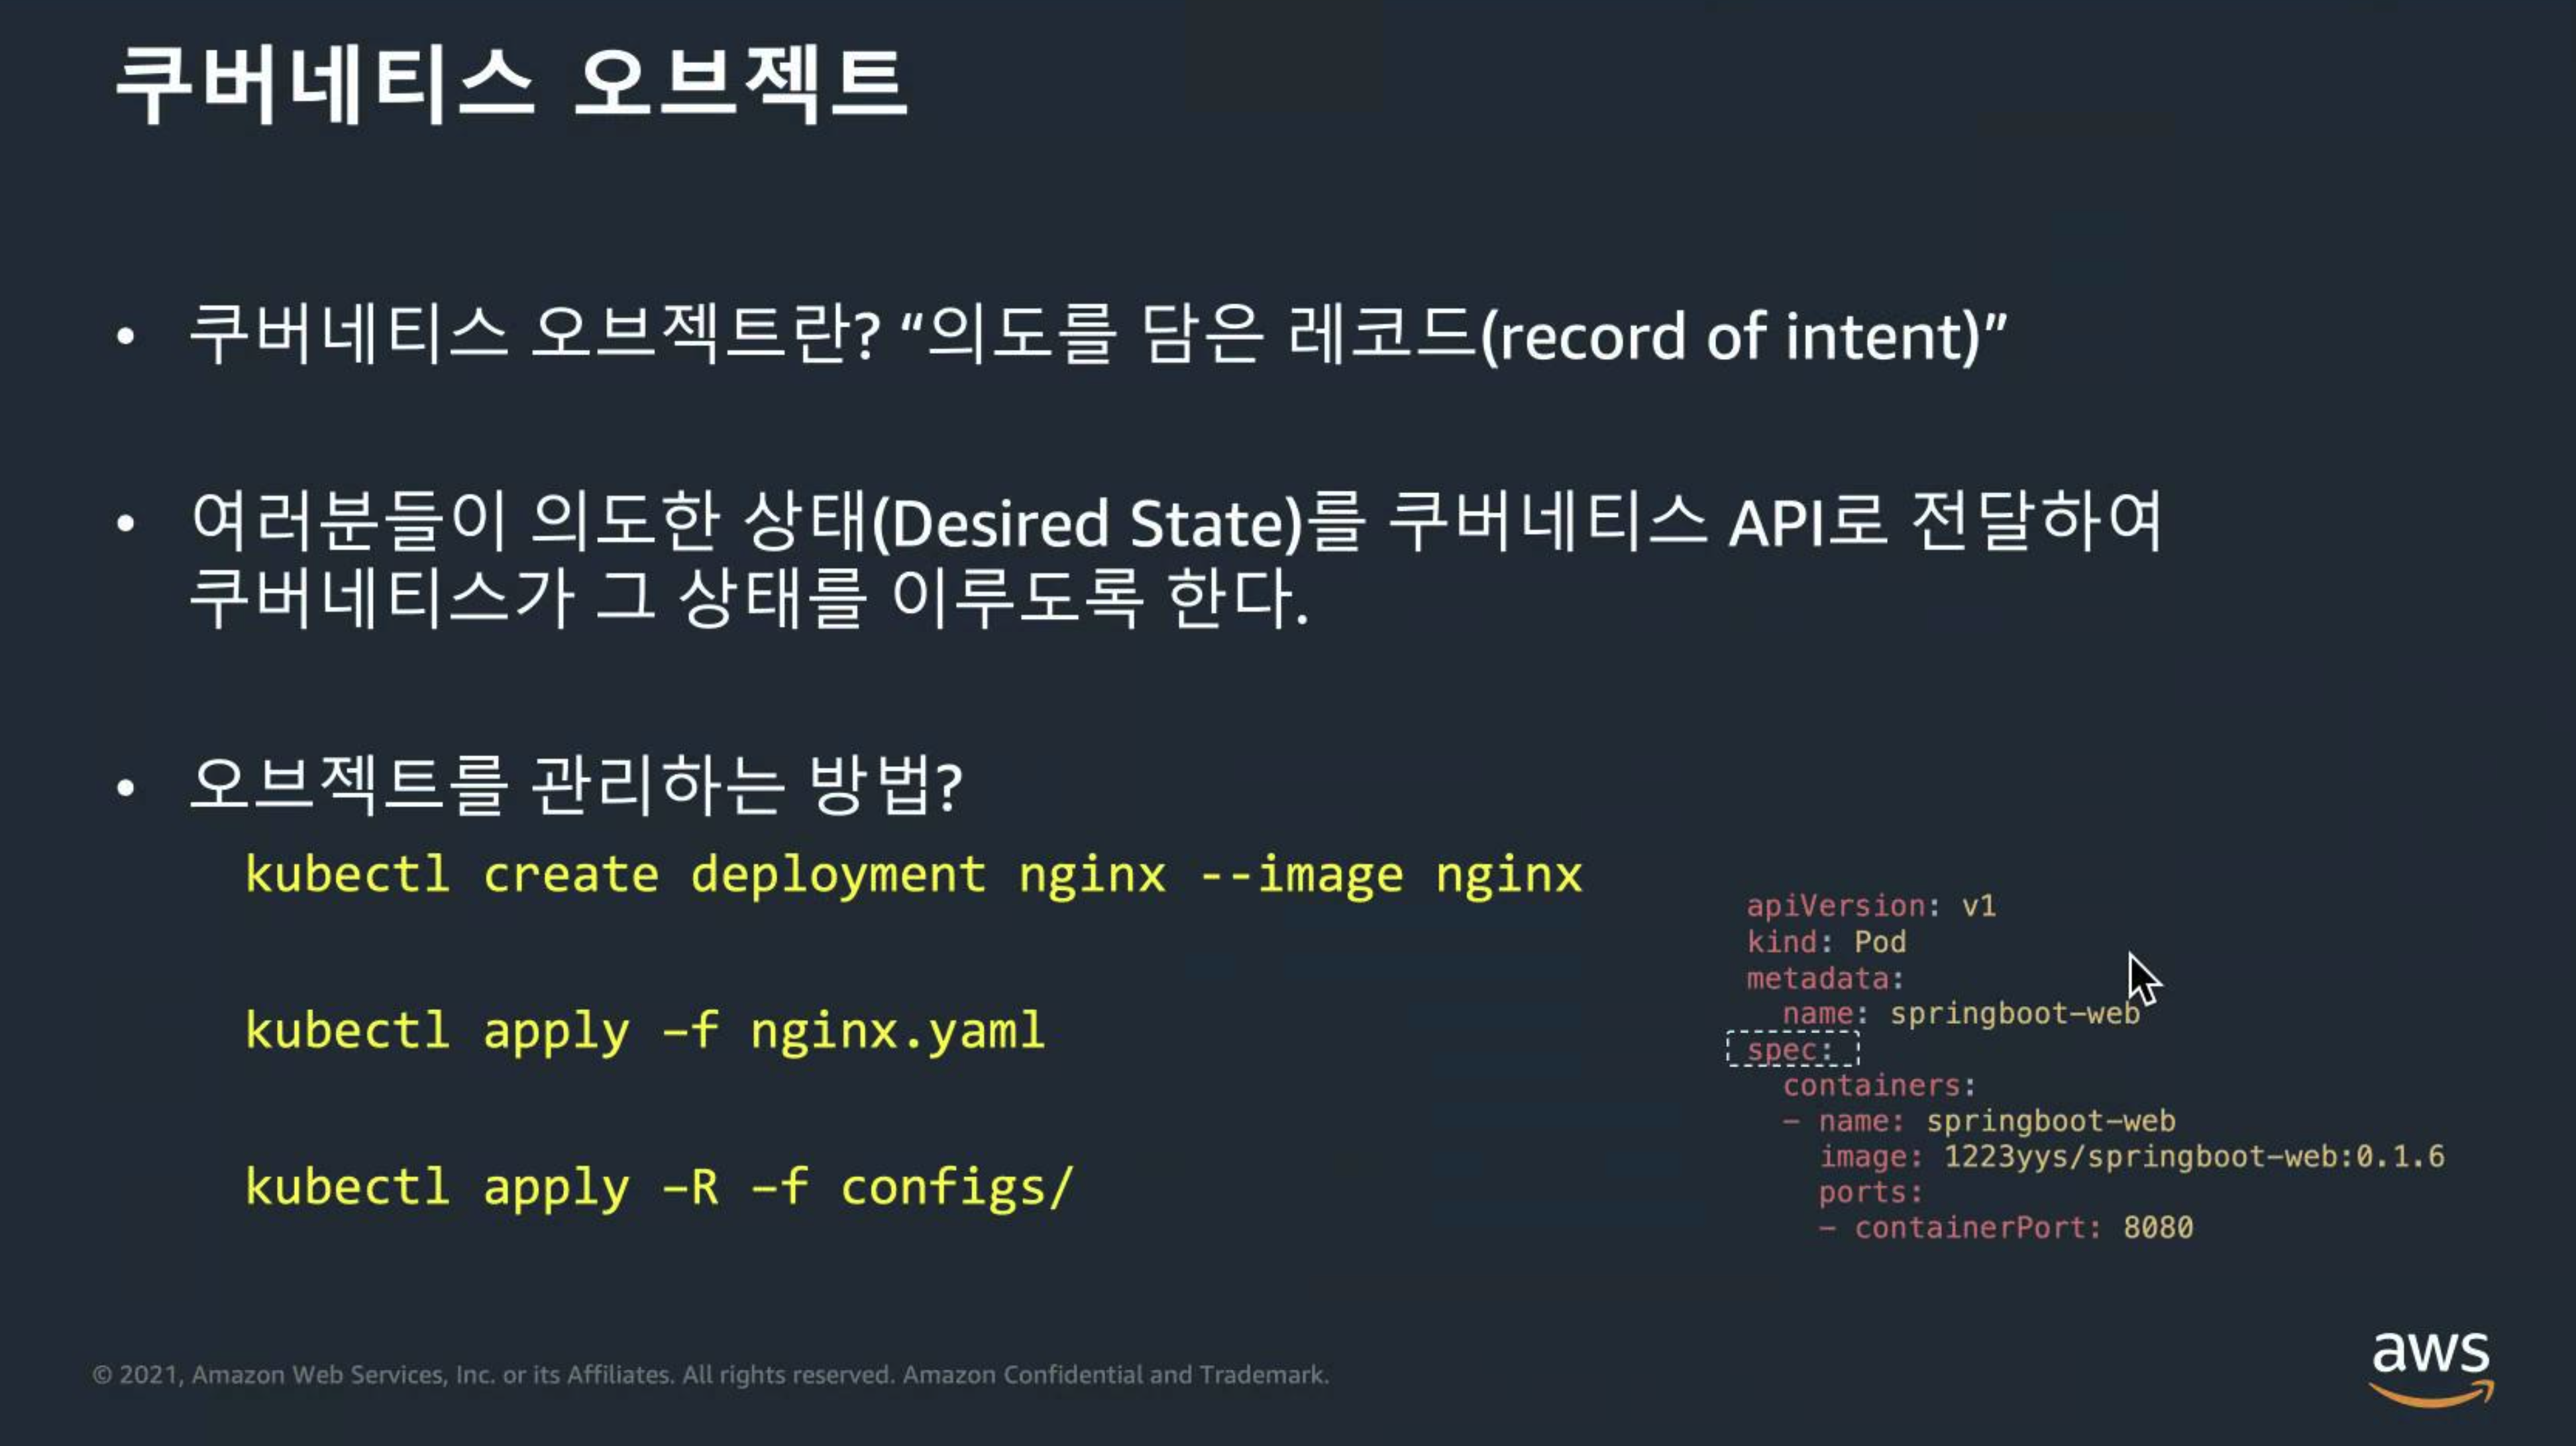 쿠버네티스 오브젝트
• 쿠버네티스 오브젝트란? “의도를 담은 레코드(record of intent)”
• 여러분들이 의도한 상태(Desired State)를 쿠버네티스 API로 전달하여
쿠버네티스가 그 상태를 이루도록 한다.
• 오브젝트를 관리하는 방법?
kubectl create deployment nginx --image nginx
kubectl apply –f nginx.yaml
kubectl apply –R –f configs/
apiVersion: v1
kind: Pod
metadata:
  name: springboot-web
spec:
  containers:
  - name: springboot-web
    image: 1223yys/springboot-web:0.1.6
    ports:
    - containerPort: 8080
© 2021, Amazon Web Services, Inc. or its Affiliates. All rights reserved. Amazon Confidential and Trademark.
aws